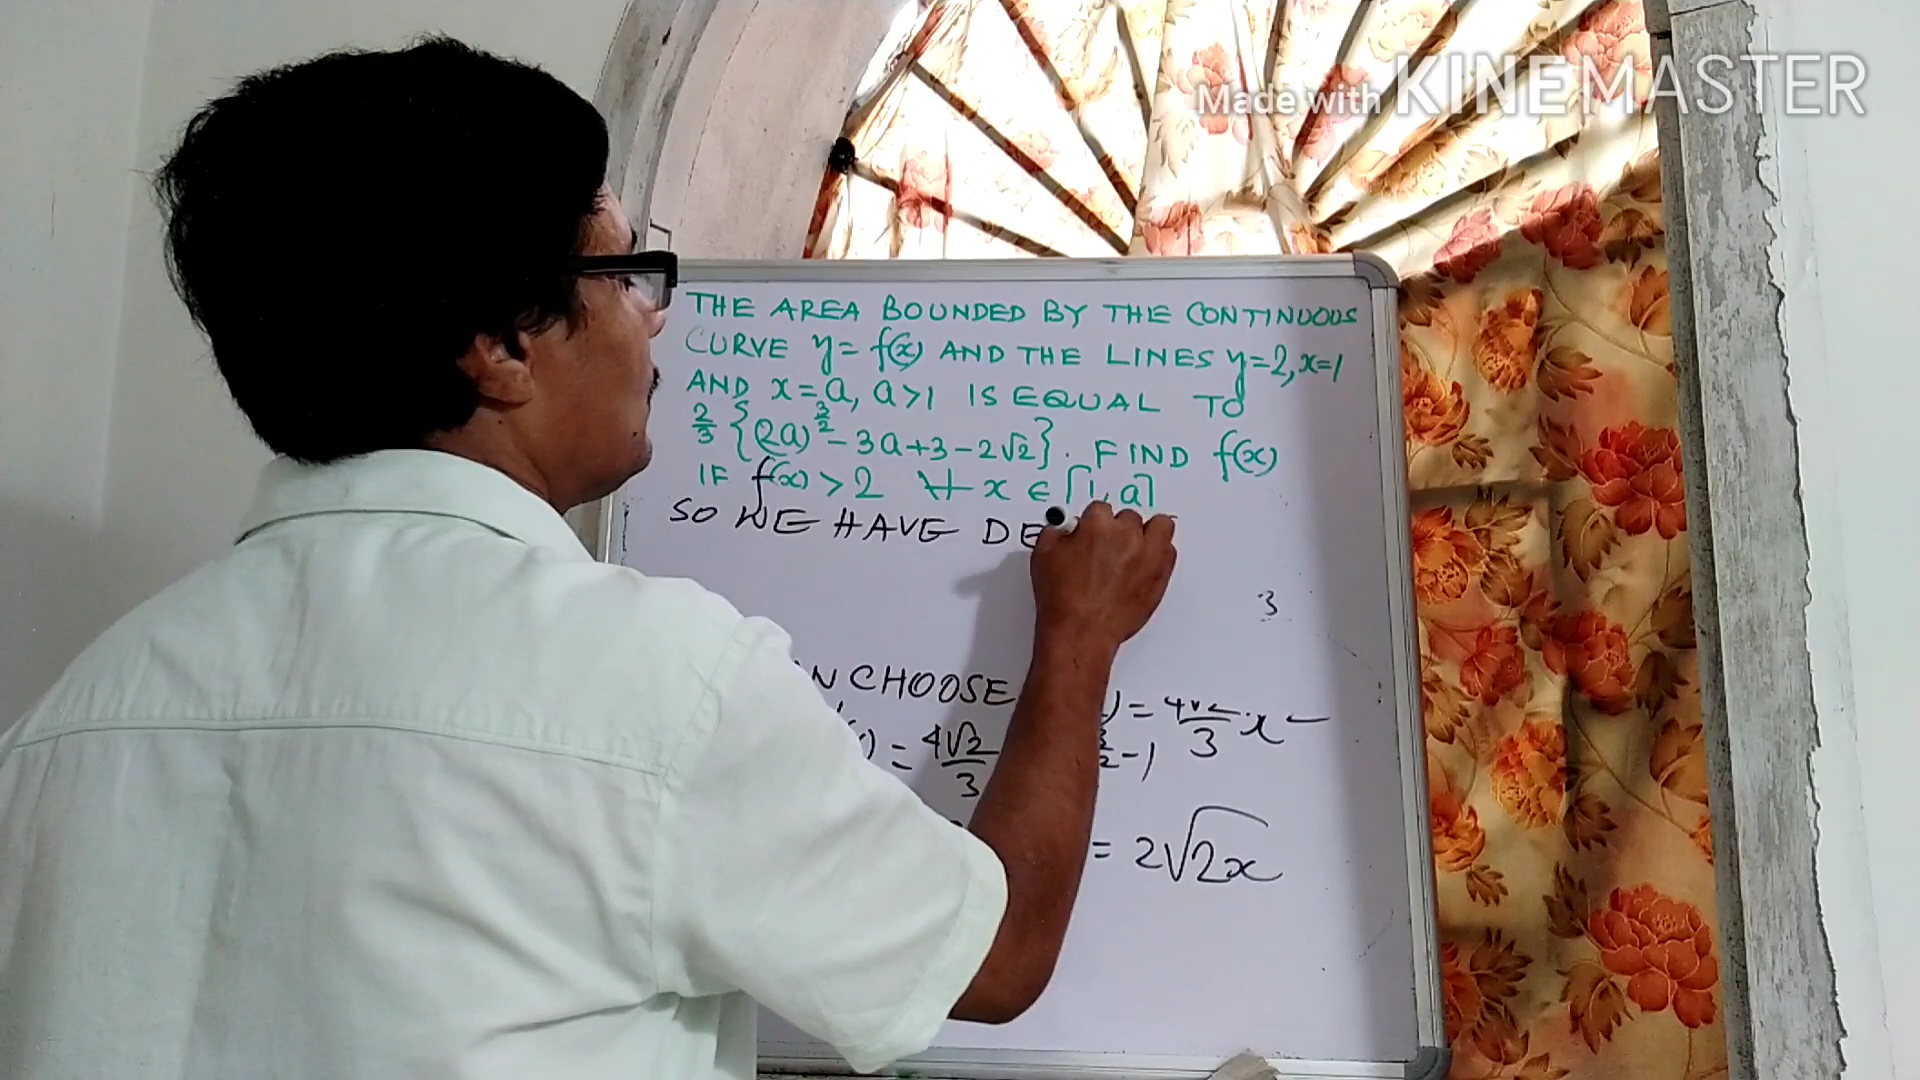 Made with KINEMASTER
THE AREA BOUNDED BY THE CONTINUOUS
CURVE y = f(x) AND THE LINES y=2, x=1
AND x = a, a>1 IS EQUAL TO
2/3 {(2a)^3/2 - 3a+3-2√2}. FIND f(x)
IF f(x) > 2 ∀ x ∈ [1, a]
SO WE HAVE DE
3
N CHOOSE ) = 4√2/3 x
) = 4√2/3 3/2 -1
= 2√2x